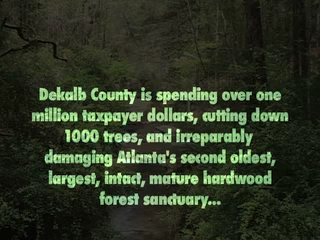 Dekalb County is spending over one
million taxpayer dollars, cutting down
1000 trees, and irreparably
damaging Atlanta's second oldest,
largest, intact, mature hardwood
forest sanctuary...